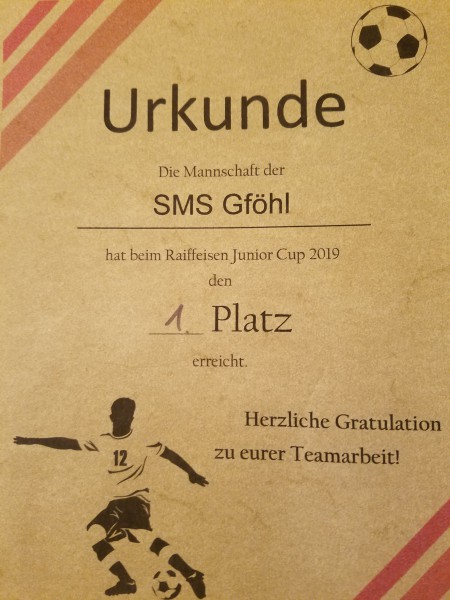 Urkunde
Die Mannschaft der
SMS Gföhl
hat beim Raiffeisen Junior Cup 2019
den
1. Platz
erreicht.
Herzliche Gratulation
zu eurer Teamarbeit!
12